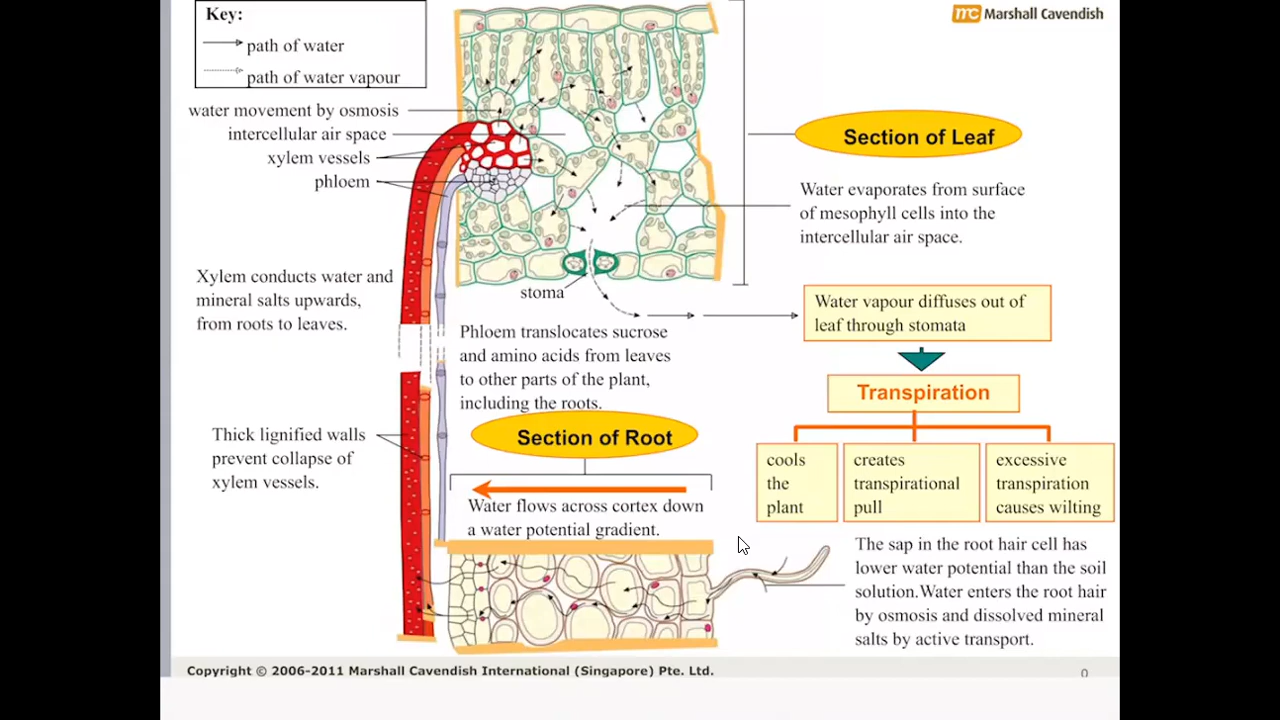 Key:
path of water
path of water vapour
mc Marshall Cavendish
water movement by osmosis
intercellular air space
xylem vessels
phloem
Section of Leaf
Water evaporates from surface
of mesophyll cells into the
intercellular air space.
Xylem conducts water and
mineral salts upwards,
from roots to leaves.
stoma
Water vapour diffuses out of
leaf through stomata
Phloem translocates sucrose
and amino acids from leaves
to other parts of the plant,
including the roots.
Transpiration
cools
the
plant
creates
transpirational
pull
excessive
transpiration
causes wilting
Thick lignified walls
prevent collapse of
xylem vessels.
Section of Root
Water flows across cortex down
a water potential gradient.
The sap in the root hair cell has
lower water potential than the soil
solution.Water enters the root hair
by osmosis and dissolved mineral
salts by active transport.
Copyright © 2006-2011 Marshall Cavendish International (Singapore) Pte. Ltd.
0